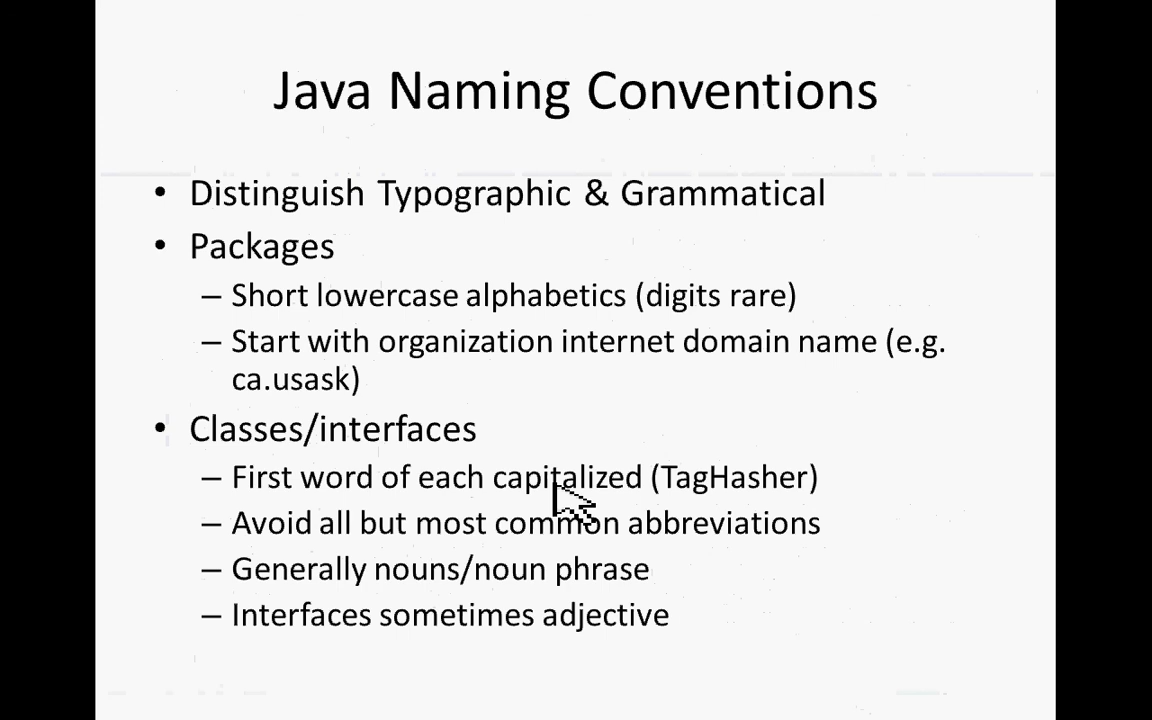 Java Naming Conventions
• Distinguish Typographic & Grammatical
• Packages
– Short lowercase alphabetics (digits rare)
– Start with organization internet domain name (e.g.
ca.usask)
• Classes/interfaces
– First word of each capitalized (TagHasher)
– Avoid all but most common abbreviations
– Generally nouns/noun phrase
– Interfaces sometimes adjective